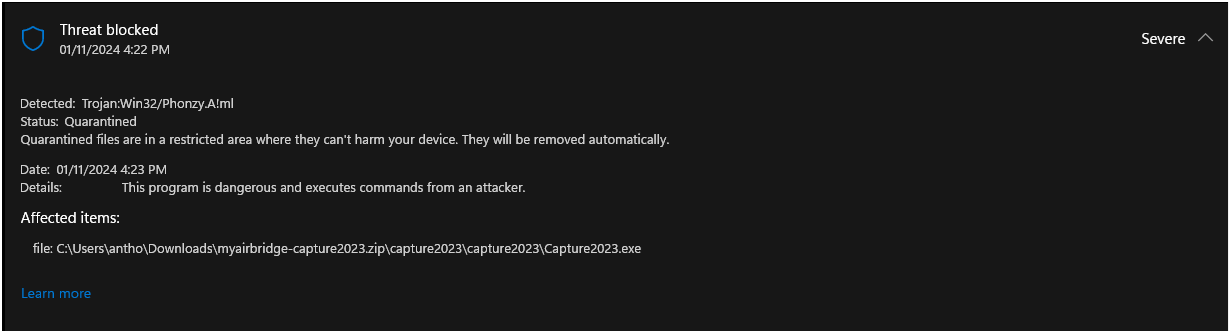 Threat blocked
01/11/2024 4:22 PM
Severe
Detected: Trojan:Win32/Phonzy.A!ml
Status: Quarantined
Quarantined files are in a restricted area where they can't harm your device. They will be removed automatically.
Date: 01/11/2024 4:23 PM
Details: This program is dangerous and executes commands from an attacker.
Affected items:
file: C:\Users\antho\Downloads\myairbridge-capture2023.zip\capture2023\capture2023\Capture2023.exe
Learn more